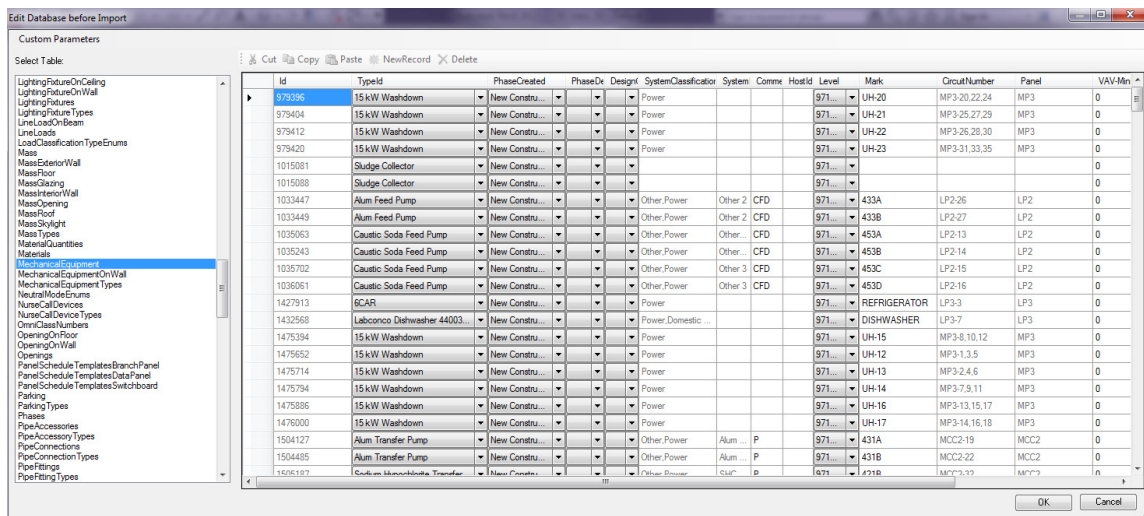 Edit Database before Import
Custom Parameters
Select Table:
Cut Copy Paste NewRecord Delete
LightingFixtureOnCeiling
LightingFixtureOnWall
LightingFixtures
LightingFixtureTypes
LineLoadOnBeam
LineLoads
LoadClassificationTypeEnums
Mass
MassExteriorWall
MassFloor
MassGlazing
MassInteriorWall
MassOpening
MassRoof
MassSkylight
MassTypes
MaterialQuantities
Materials
MechanicalEquipment
MechanicalEquipmentOnWall
MechanicalEquipmentTypes
NeutralModeEnums
NurseCallDevices
NurseCallDeviceTypes
OmniClassNumbers
OpeningOnFloor
OpeningOnWall
Openings
PanelScheduleTemplatesBranchPanel
PanelScheduleTemplatesDataPanel
PanelScheduleTemplatesSwitchboard
Parking
ParkingTypes
Phases
PipeAccessories
PipeAccessoryTypes
PipeConnections
PipeConnectionTypes
PipeFittings
PipeFittingTypes
Id TypeId PhaseCreated PhaseDe Design( SystemClassification System Comme HostId Level Mark CircuitNumber Panel VAV-Min
979396 15 kW Washdown New Constru... Power 971... UH-20 MP3-20,22,24 MP3 0
979404 15 kW Washdown New Constru... Power 971... UH-21 MP3-25,27,29 MP3 0
979412 15 kW Washdown New Constru... Power 971... UH-22 MP3-26,28,30 MP3 0
979420 15 kW Washdown New Constru... Power 971... UH-23 MP3-31,33,35 MP3 0
1015081 Sludge Collector New Constru... 971... 0
1015088 Sludge Collector New Constru... 971... 0
1033447 Alum Feed Pump New Constru... Other,Power Other 2 CFD 971... 433A LP2-26 LP2 0
1033449 Alum Feed Pump New Constru... Other,Power Other 2 CFD 971... 433B LP2-27 LP2 0
1035063 Caustic Soda Feed Pump New Constru... Other,Power Other... CFD 971... 453A LP2-13 LP2 0
1035243 Caustic Soda Feed Pump New Constru... Other,Power Other... CFD 971... 453B LP2-14 LP2 0
1035702 Caustic Soda Feed Pump New Constru... Other,Power Other 3 CFD 971... 453C LP2-15 LP2 0
1036061 Caustic Soda Feed Pump New Constru... Other,Power Other 3 CFD 971... 453D LP2-16 LP2 0
1427913 6CAR New Constru... Power 971... REFRIGERATOR LP3-3 LP3 0
1432568 Labconco Dishwasher 44003... New Constru... Power,Domestic ... 971... DISHWASHER LP3-7 LP3 0
1475394 15 kW Washdown New Constru... Power 971... UH-15 MP3-8,10,12 MP3 0
1475652 15 kW Washdown New Constru... Power 971... UH-12 MP3-1,3,5 MP3 0
1475714 15 kW Washdown New Constru... Power 971... UH-13 MP3-2,4,6 MP3 0
1475794 15 kW Washdown New Constru... Power 971... UH-14 MP3-7,9,11 MP3 0
1475886 15 kW Washdown New Constru... Power 971... UH-16 MP3-13,15,17 MP3 0
1476000 15 kW Washdown New Constru... Power 971... UH-17 MP3-14,16,18 MP3 0
1504127 Alum Transfer Pump New Constru... Other,Power Alum ... P 971... 431A MCC2-19 MCC2 0
1504485 Alum Transfer Pump New Constru... Other,Power Alum ... P 971... 431B MCC2-22 MCC2 0
1505187 Sodium Hypochlorite Transfer New Constru... Other,Power SHC P 971 421B MCC2 0
OK Cancel